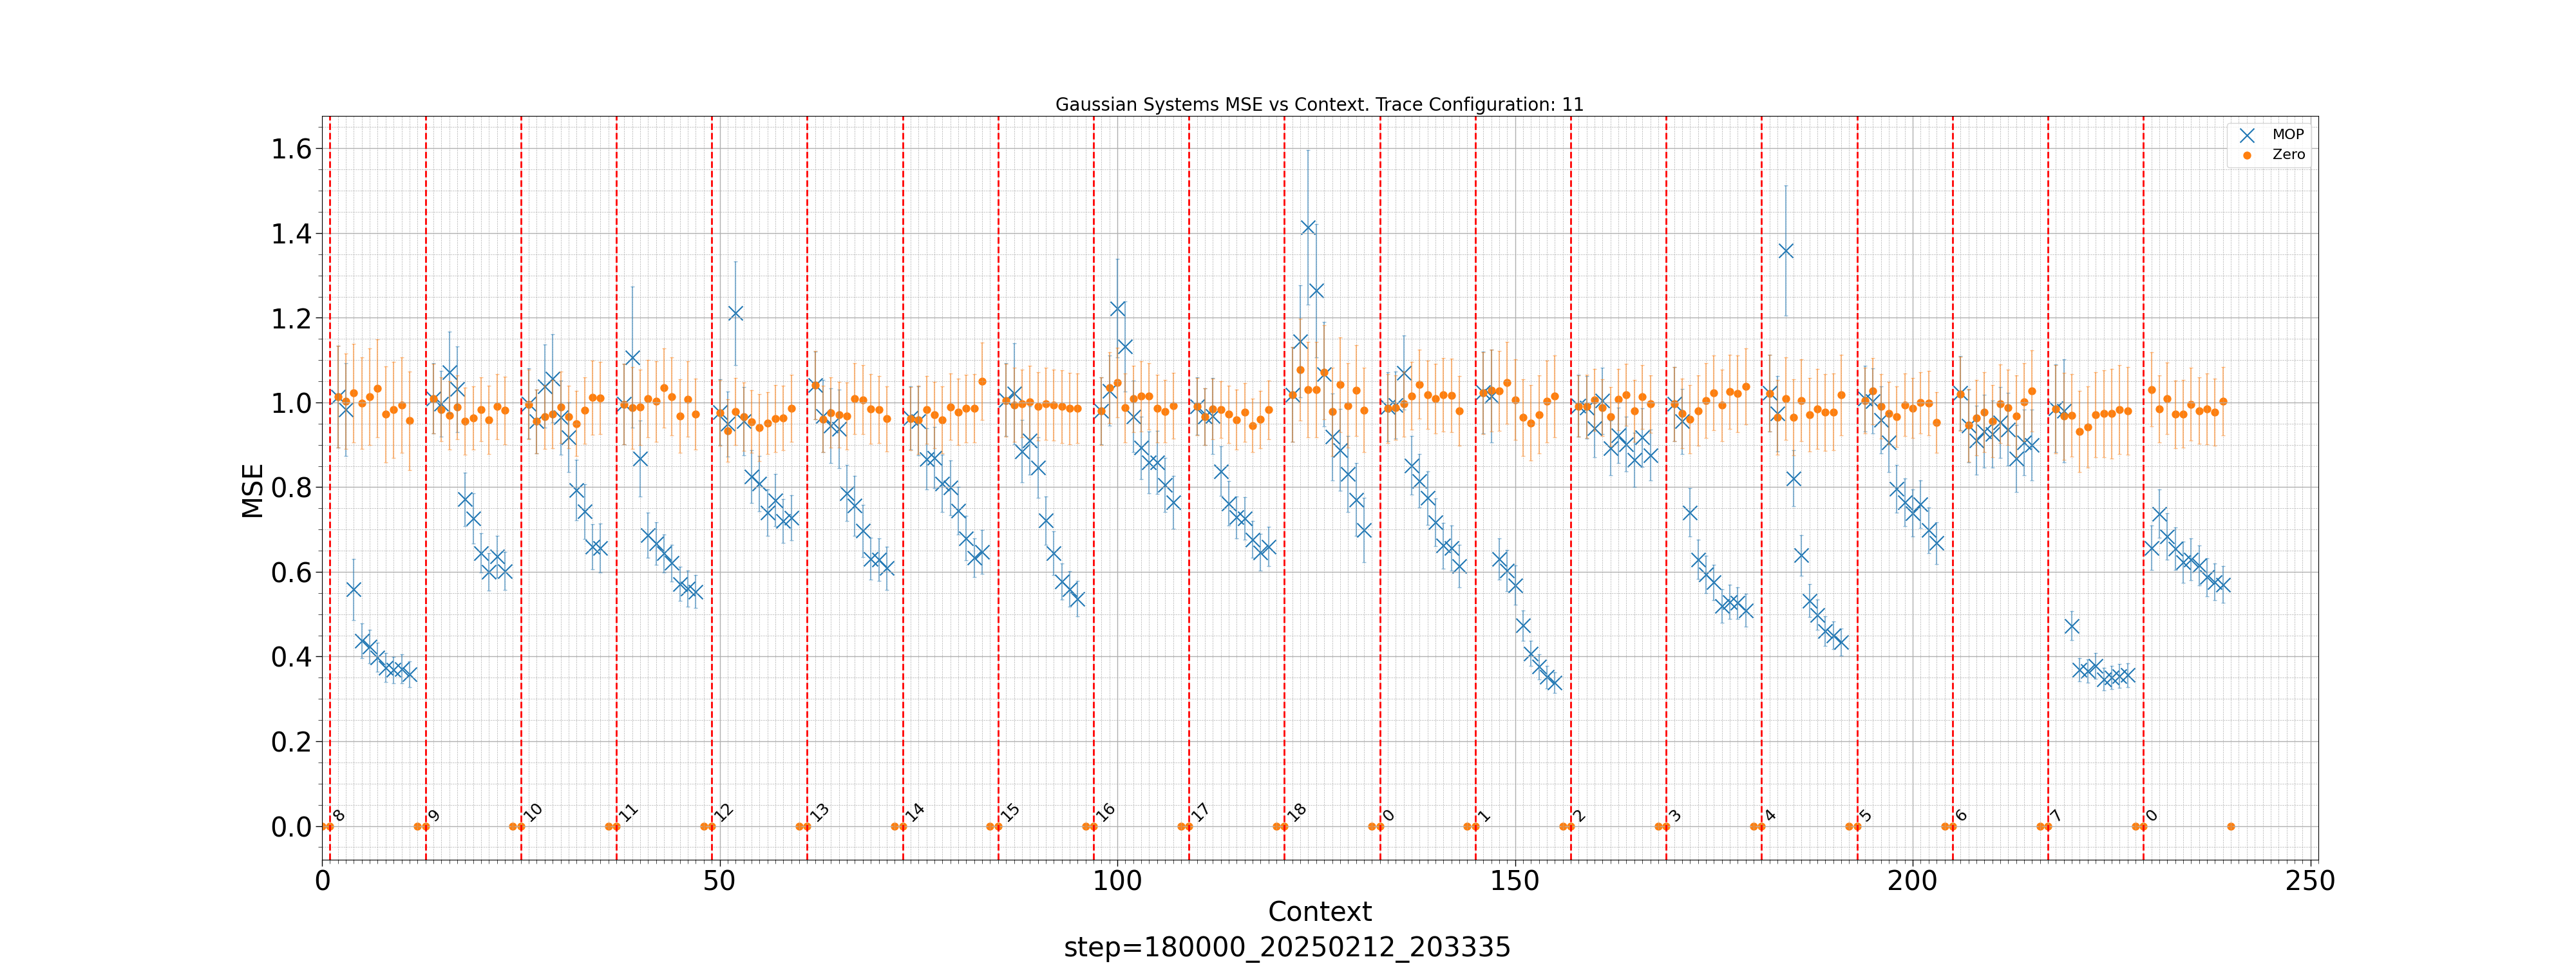 Gaussian Systems MSE vs Context. Trace Configuration: 11
MOP
Zero
MSE
1.6
1.4
1.2
1.0
0.8
0.6
0.4
0.2
0.0
8 9 10 11 12 13 14 15 16 17 18 0 1 2 3 4 5 6 7 0
0 50 100 150 200 250
Context
step=180000_20250212_203335